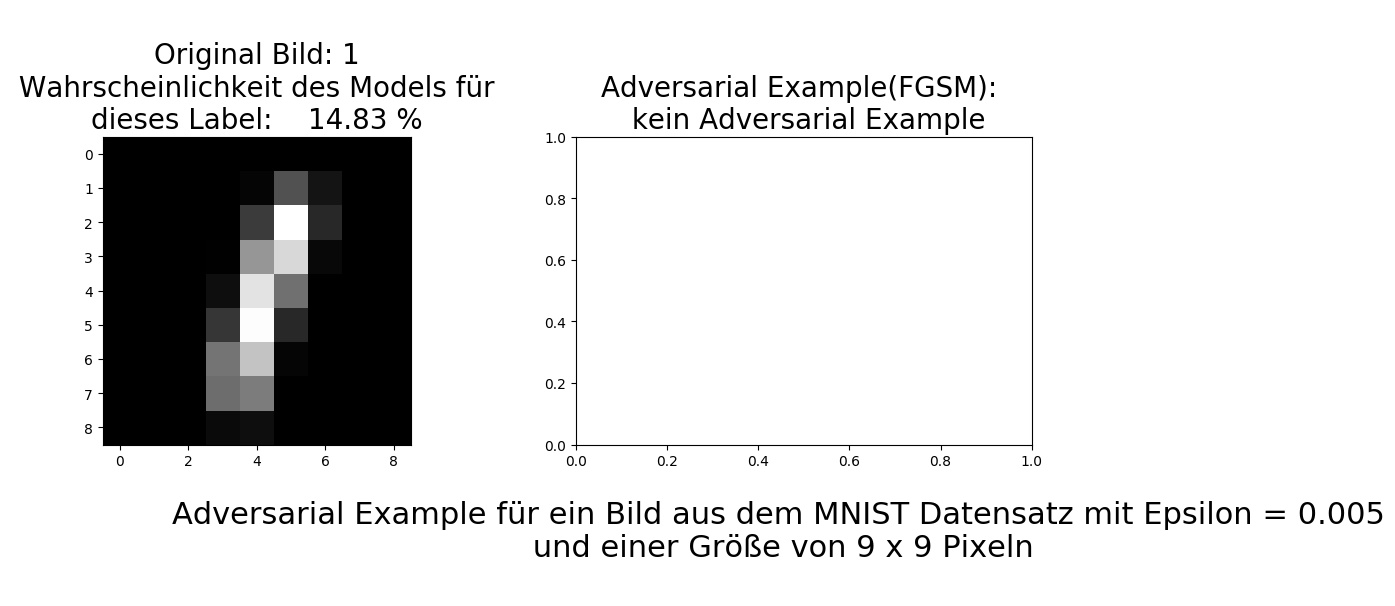 Original Bild: 1
Wahrscheinlichkeit des Models für
dieses Label: 14.83 %
0
1
2
3
4
5
6
7
8
0 2 4 6 8
Adversarial Example(FGSM):
kein Adversarial Example
1.0
0.8
0.6
0.4
0.2
0.0
0.0 0.2 0.4 0.6 0.8 1.0
Adversarial Example für ein Bild aus dem MNIST Datensatz mit Epsilon = 0.005
und einer Größe von 9 x 9 Pixeln